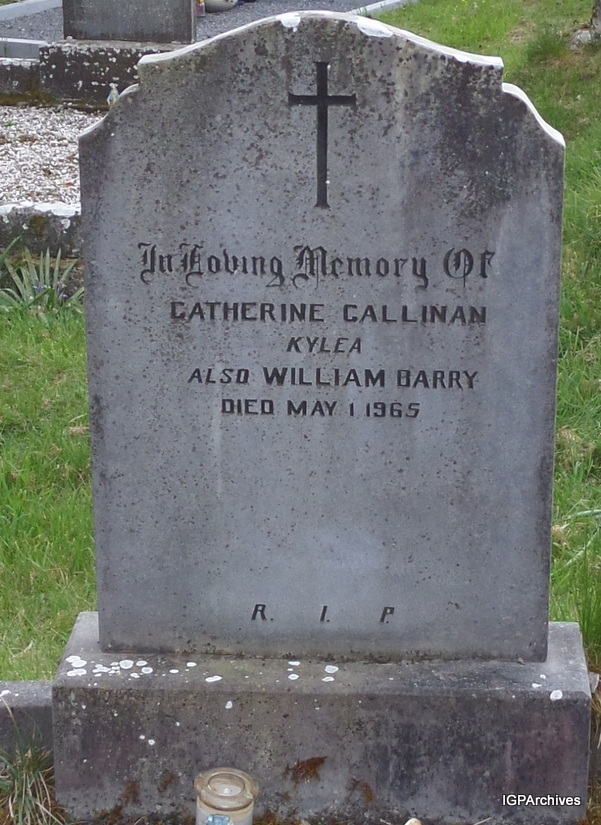 In Loving Memory Of
CATHERINE CALLINAN
KYLEA
ALSO WILLIAM BARRY
DIED MAY 1 1965
R. I. P.
IGPArchives